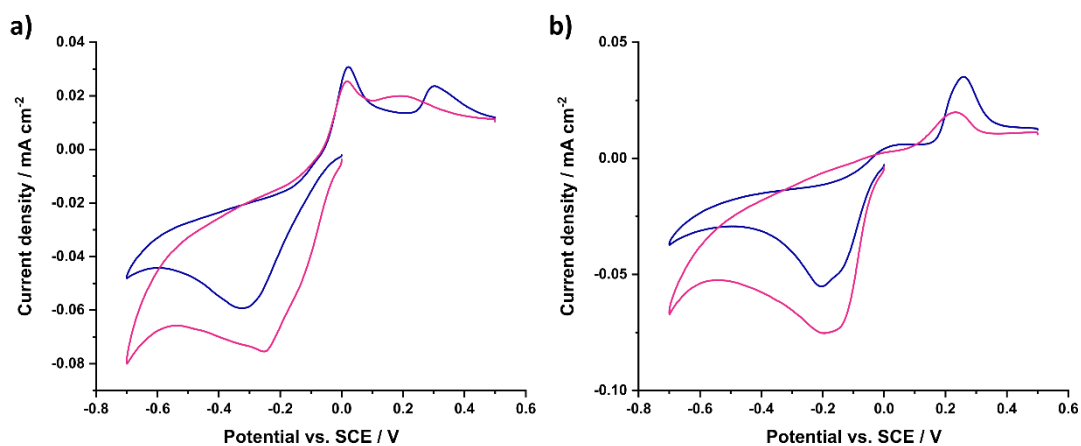 a)
0.04
0.02
0.00
-0.02
-0.04
-0.06
-0.08
Current density / mA cm⁻²
-0.8 -0.6 -0.4 -0.2 0.0 0.2 0.4 0.6
Potential vs. SCE / V
b)
0.05
0.00
-0.05
-0.10
Current density / mA cm⁻²
-0.8 -0.6 -0.4 -0.2 0.0 0.2 0.4 0.6
Potential vs. SCE / V